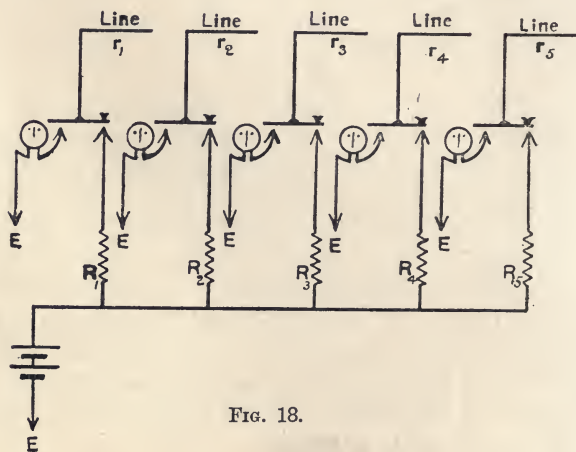 Line Line Line Line Line
r₁ r₂ r₃ r₄ r₅
E E E E E
R₁ R₂ R₃ R₄ R₅
E
FIG. 18.